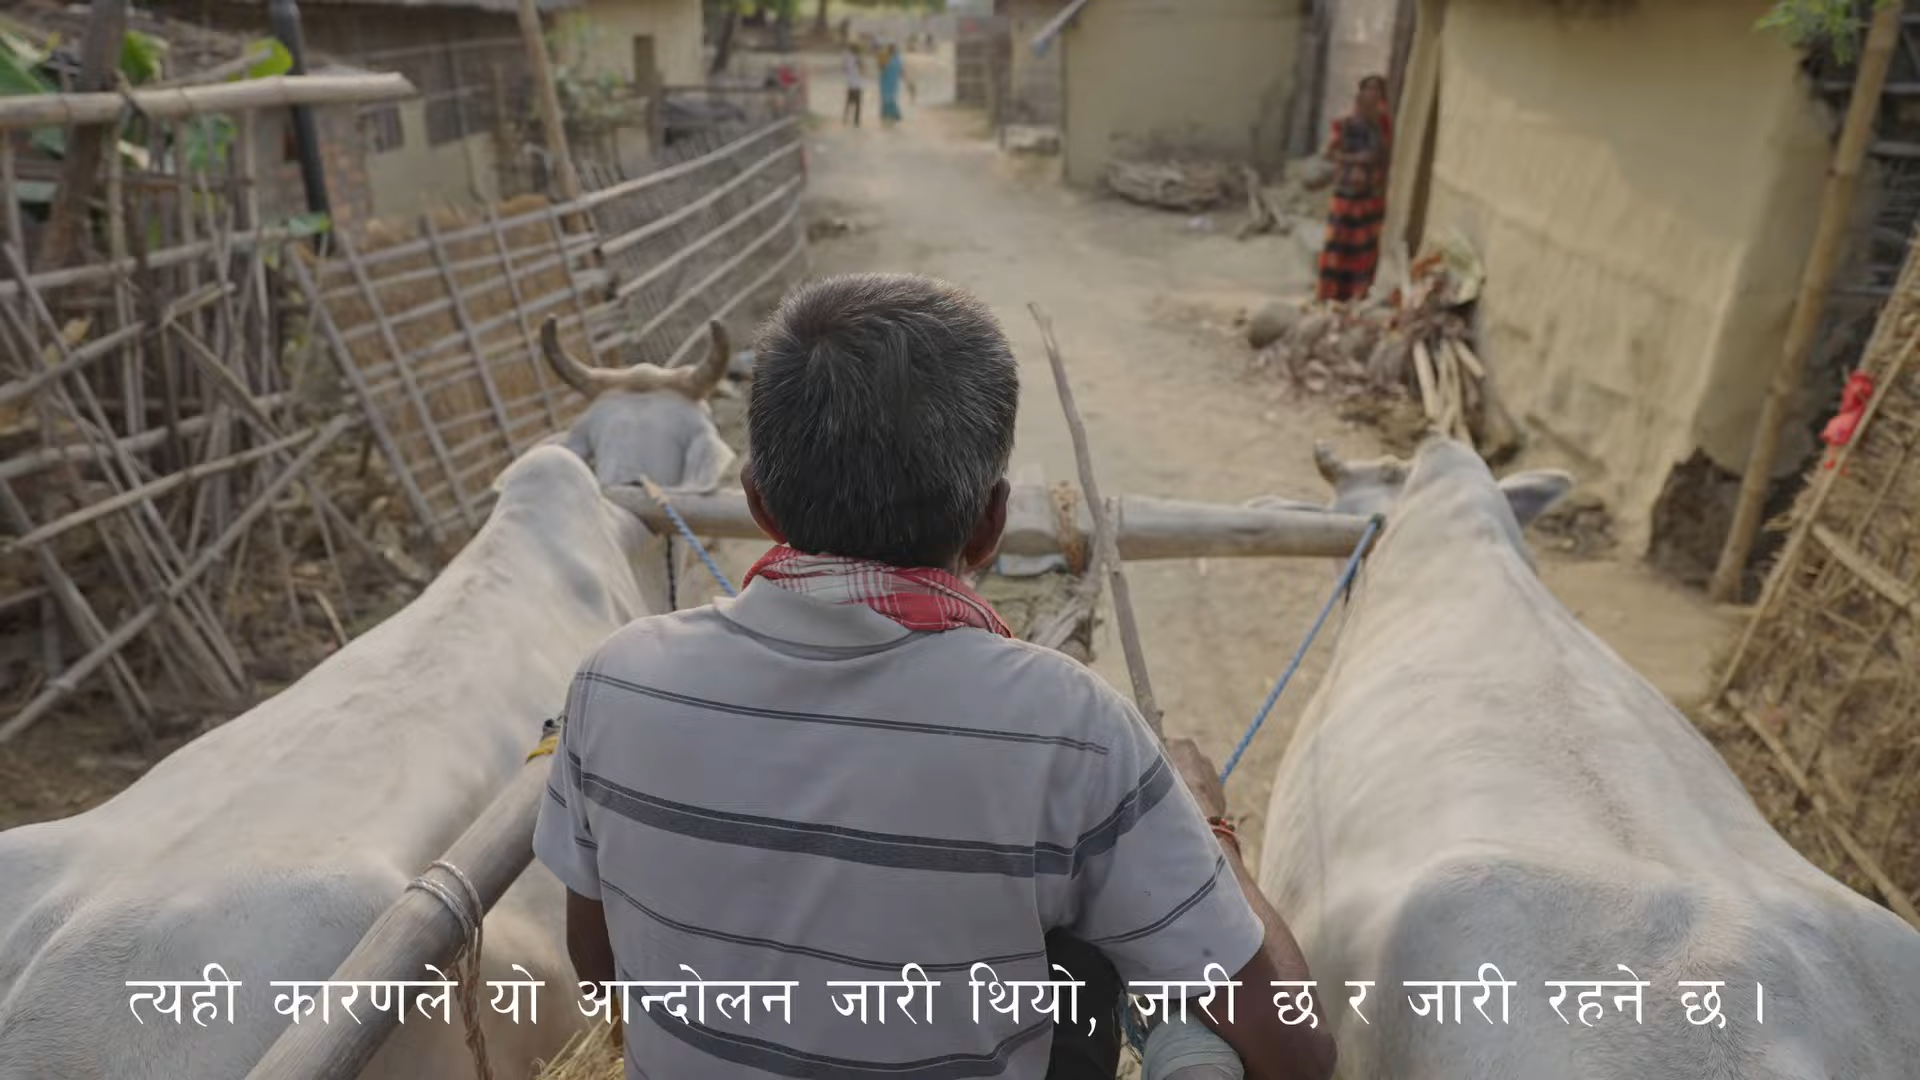 त्यही कारणले यो आन्दोलन जारी थियो, जारी छ र जारी रहने छ ।